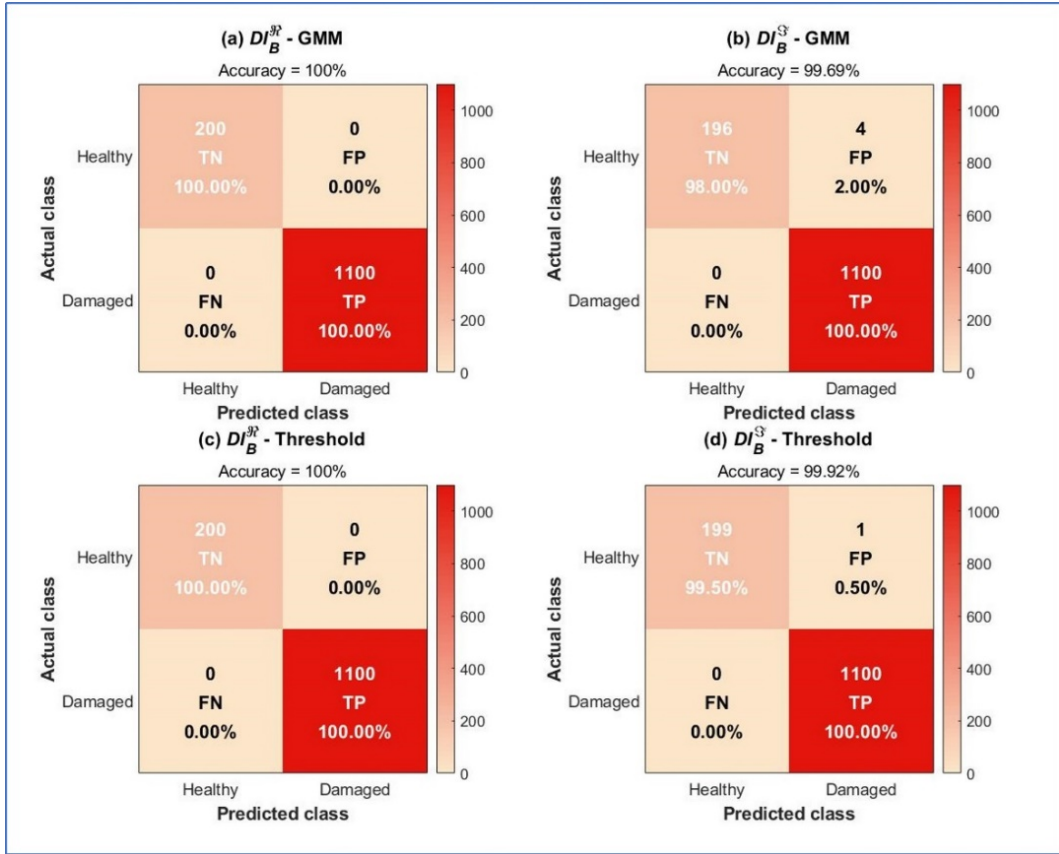 (a) DI_B^ℜ - GMM
Accuracy = 100%
Actual class
Healthy
Damaged
200
TN
100.00%
0
FP
0.00%
0
FN
0.00%
1100
TP
100.00%
Healthy Damaged
Predicted class
1000
800
600
400
200
0
(b) DI_B^ℑ - GMM
Accuracy = 99.69%
Actual class
Healthy
Damaged
196
TN
98.00%
4
FP
2.00%
0
FN
0.00%
1100
TP
100.00%
Healthy Damaged
Predicted class
1000
800
600
400
200
0
(c) DI_B^ℜ - Threshold
Accuracy = 100%
Actual class
Healthy
Damaged
200
TN
100.00%
0
FP
0.00%
0
FN
0.00%
1100
TP
100.00%
Healthy Damaged
Predicted class
1000
800
600
400
200
0
(d) DI_B^ℑ - Threshold
Accuracy = 99.92%
Actual class
Healthy
Damaged
199
TN
99.50%
1
FP
0.50%
0
FN
0.00%
1100
TP
100.00%
Healthy Damaged
Predicted class
1000
800
600
400
200
0